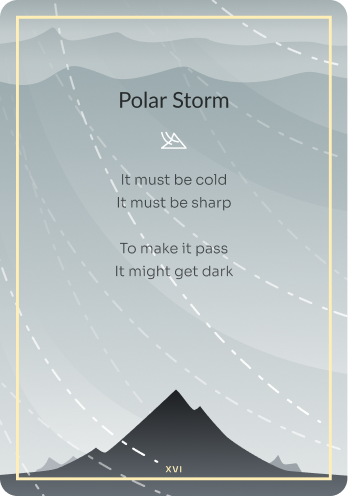 Polar Storm
It must be cold
It must be sharp
To make it pass
It might get dark
XVI